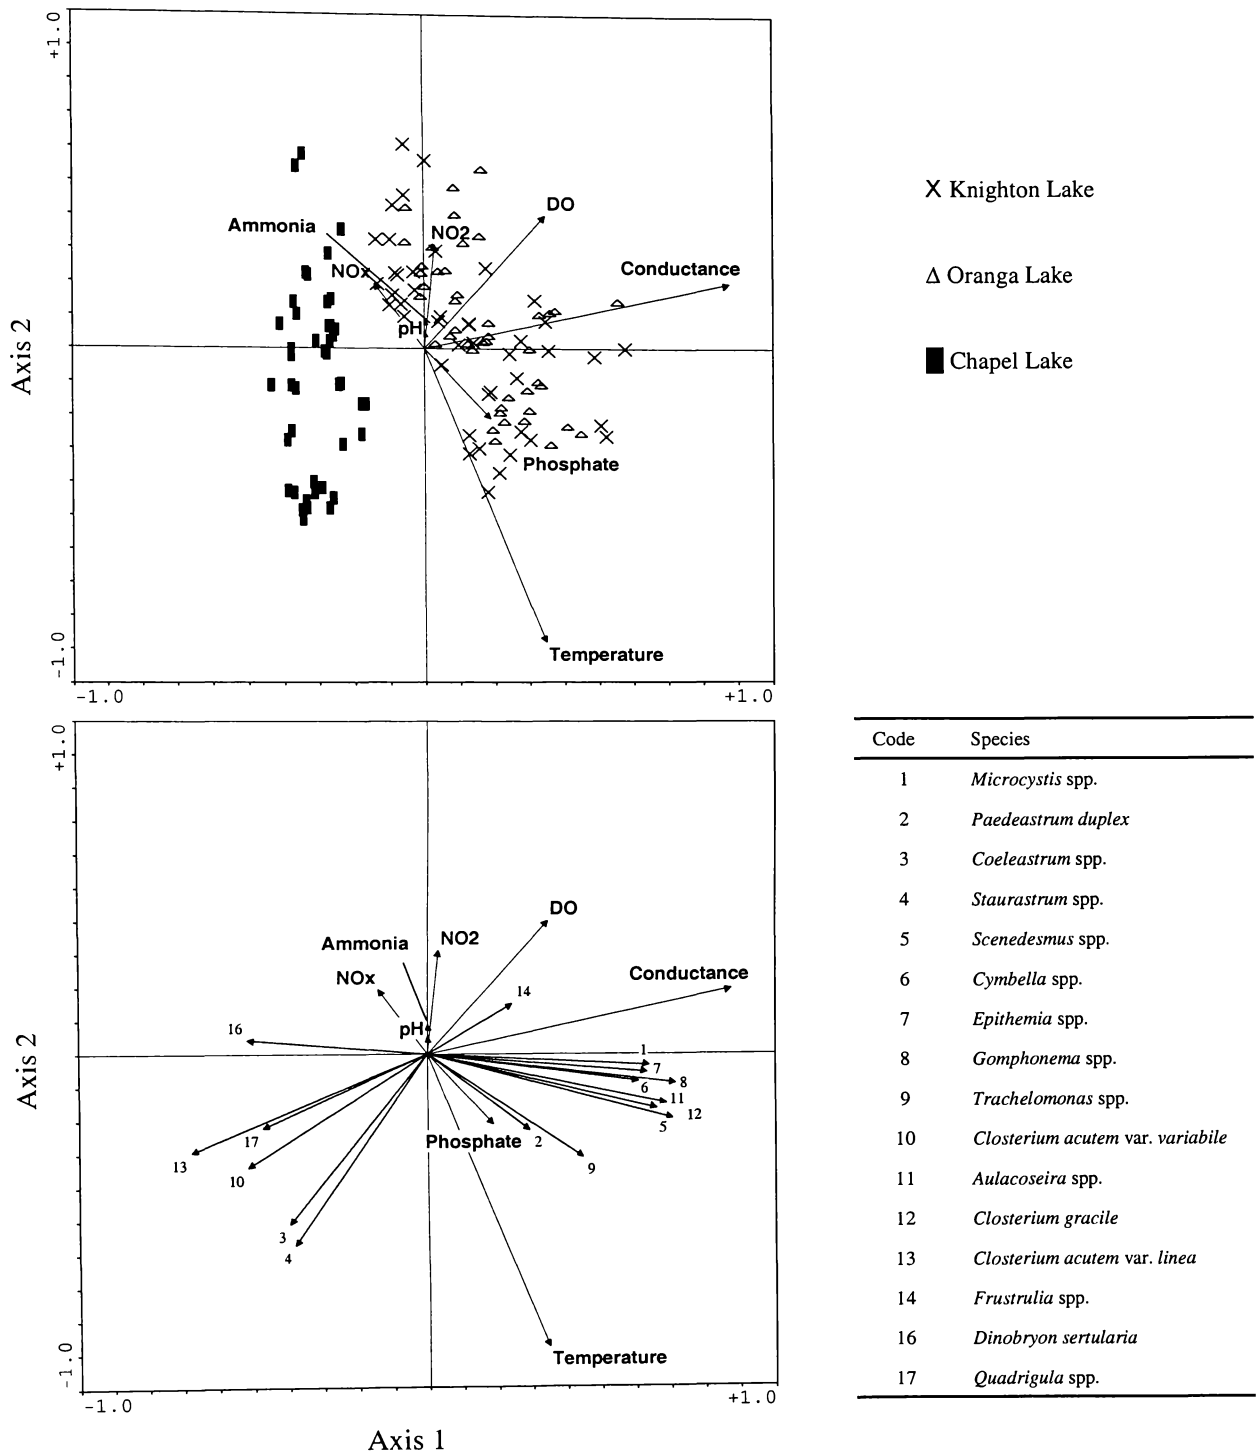 +1.0
Axis 2
-1.0
-1.0
+1.0
Ammonia
NOx
NO2
pH
DO
Conductance
Phosphate
Temperature
X Knighton Lake
Δ Oranga Lake
Chapel Lake
+1.0
Axis 2
-1.0
-1.0
+1.0
Axis 1
DO
Ammonia
NO2
NOx
Conductance
14
pH
16
1
7
6
8
11
12
5
Phosphate
2
9
17
13
10
3
4
Temperature
Code Species
1 Microcystis spp.
2 Paedeastrum duplex
3 Coeleastrum spp.
4 Staurastrum spp.
5 Scenedesmus spp.
6 Cymbella spp.
7 Epithemia spp.
8 Gomphonema spp.
9 Trachelomonas spp.
10 Closterium acutem var. variabile
11 Aulacoseira spp.
12 Closterium gracile
13 Closterium acutem var. linea
14 Frustrulia spp.
16 Dinobryon sertularia
17 Quadrigula spp.